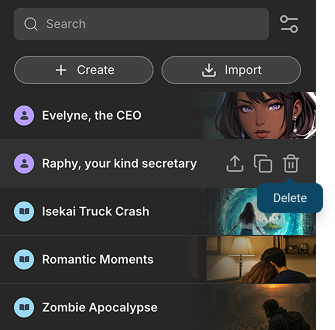 Search
Create
Import
Evelyne, the CEO
Raphy, your kind secretary
Delete
Isekai Truck Crash
Romantic Moments
Zombie Apocalypse